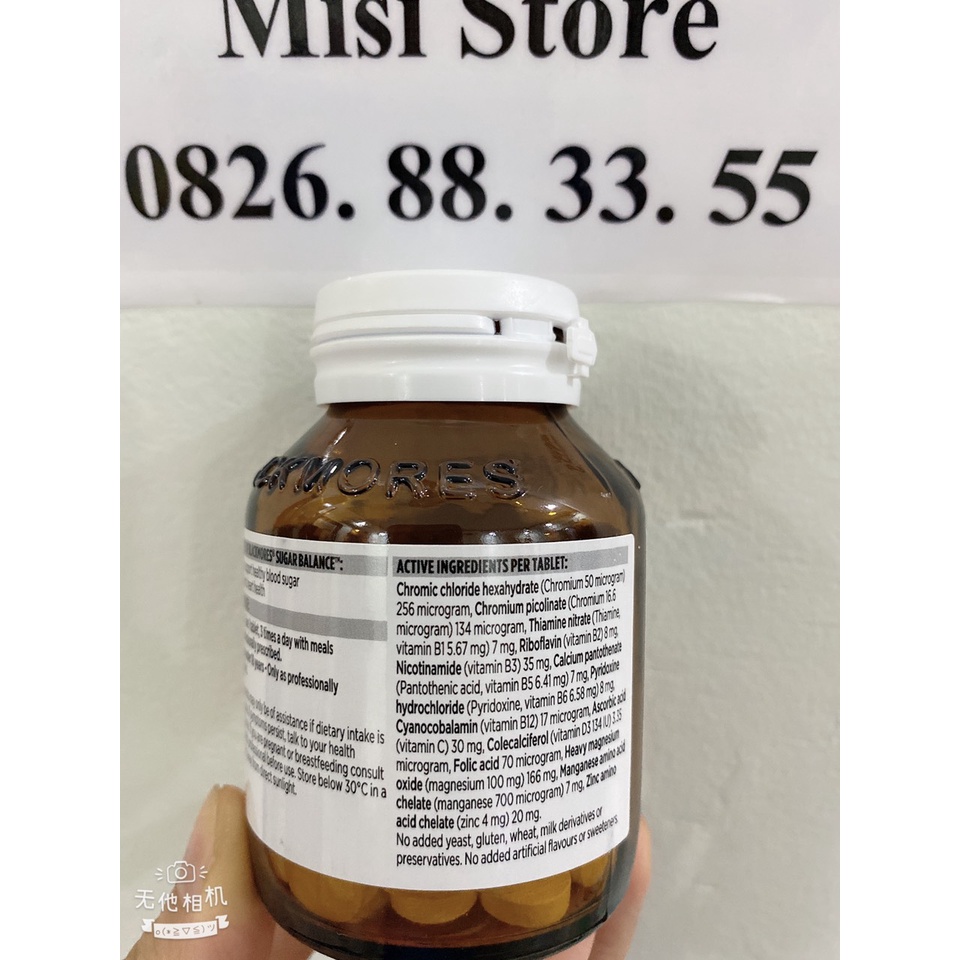 Misi Store
0826. 88. 33. 55
CKMORES
BLACKMORES® SUGAR BALANCE™:
healthy blood sugar
health
3 times a day with meals
prescribed.
years • Only as professionally
only be of assistance if dietary intake is
persist, talk to your health
pregnant or breastfeeding consult
before use. Store below 30°C in a
direct sunlight.
ACTIVE INGREDIENTS PER TABLET:
Chromic chloride hexahydrate (Chromium 50 microgram)
256 microgram, Chromium picolinate (Chromium 16.6
microgram) 134 microgram, Thiamine nitrate (Thiamine,
vitamin B1 5.67 mg) 7 mg, Riboflavin (vitamin B2) 8 mg,
Nicotinamide (vitamin B3) 35 mg, Calcium pantothenate
(Pantothenic acid, vitamin B5 6.41 mg) 7 mg, Pyridoxine
hydrochloride (Pyridoxine, vitamin B6 6.58 mg) 8 mg,
Cyanocobalamin (vitamin B12) 17 microgram, Ascorbic acid
(vitamin C) 30 mg, Colecalciferol (vitamin D3 134 IU) 3.35
microgram, Folic acid 70 microgram, Heavy magnesium
oxide (magnesium 100 mg) 166 mg, Manganese amino acid
chelate (manganese 700 microgram) 7 mg, Zinc amino
acid chelate (zinc 4 mg) 20 mg.
No added yeast, gluten, wheat, milk derivatives or
preservatives. No added artificial flavours or sweeteners.
无他相机